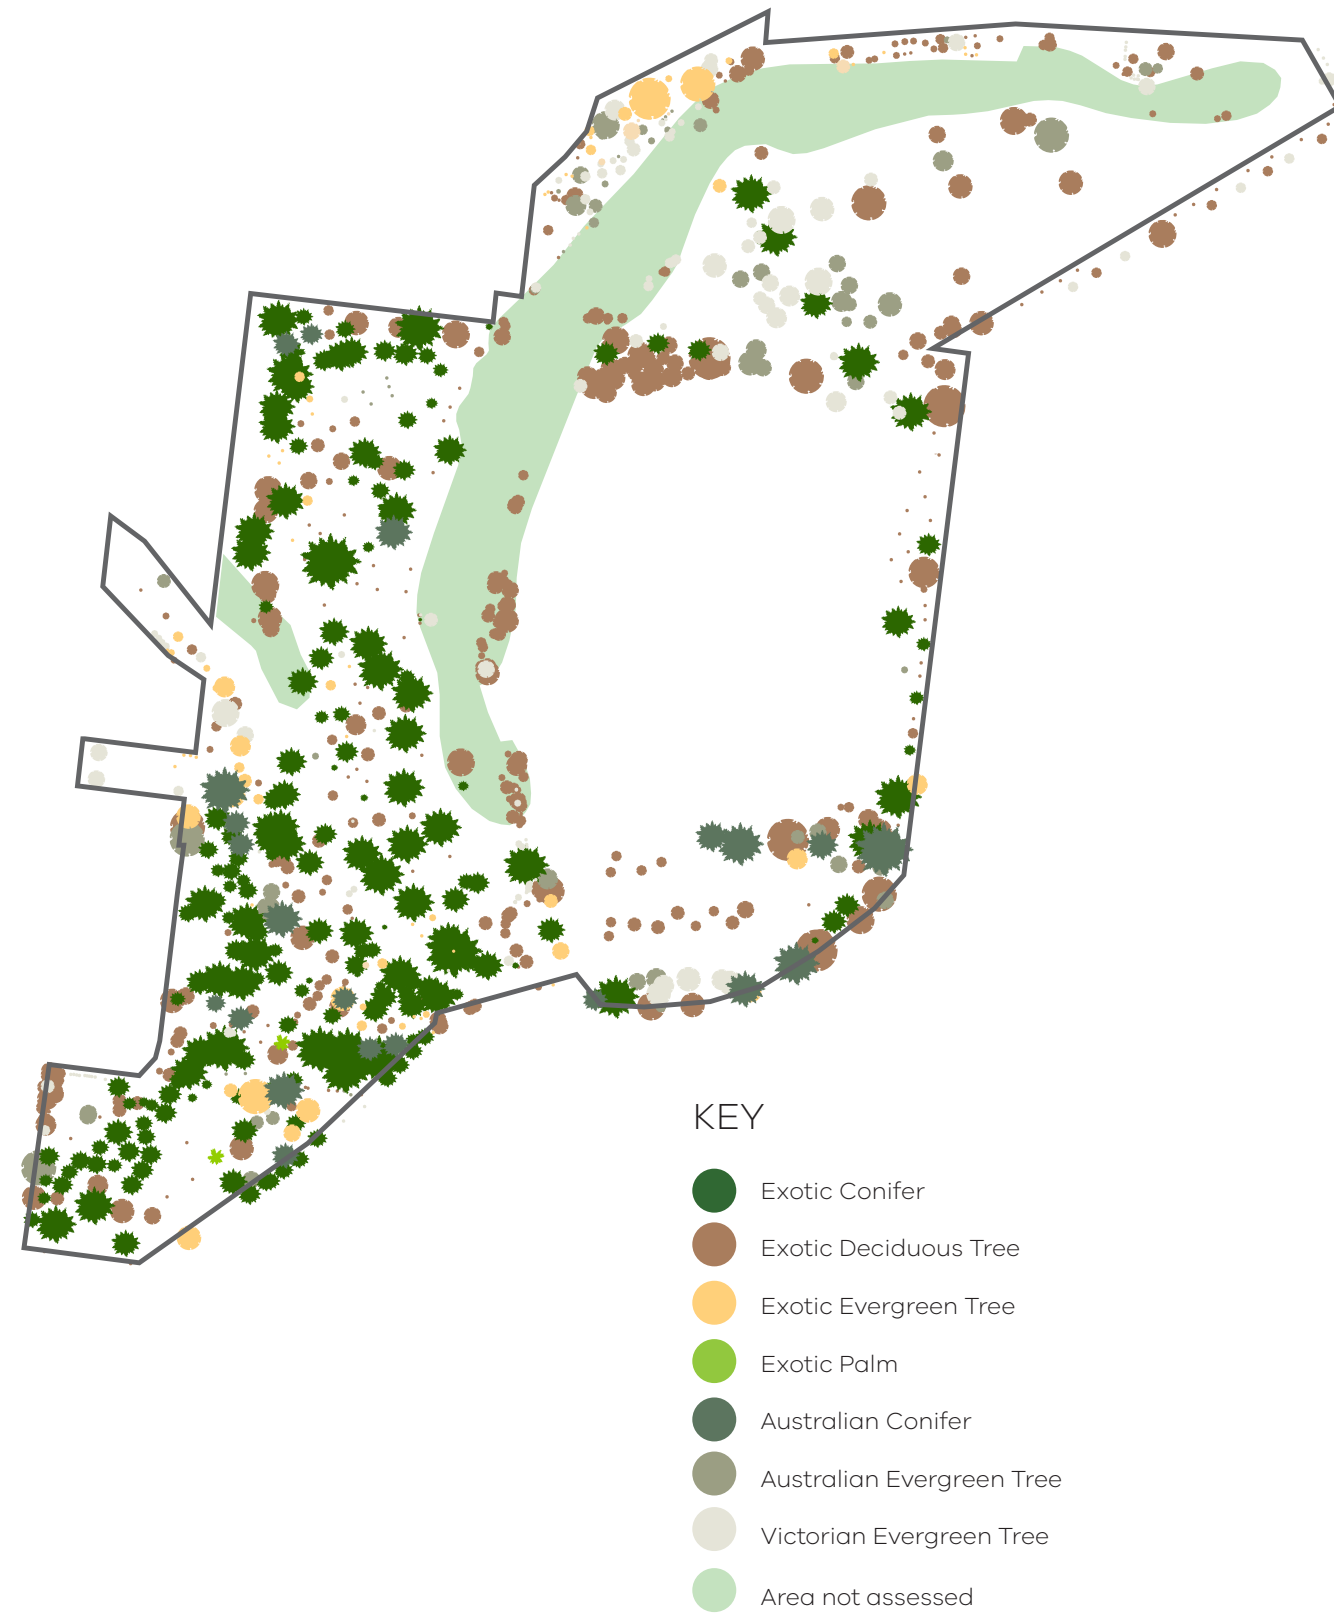 KEY
Exotic Conifer
Exotic Deciduous Tree
Exotic Evergreen Tree
Exotic Palm
Australian Conifer
Australian Evergreen Tree
Victorian Evergreen Tree
Area not assessed